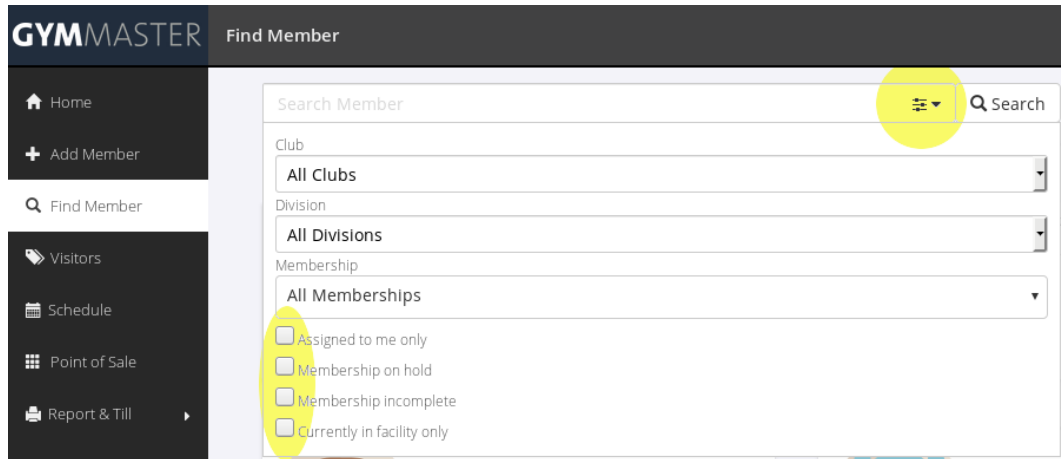 GYMMASTER Find Member
Home
Add Member
Find Member
Visitors
Schedule
Point of Sale
Report & Till
Search Member Search
Club
All Clubs
Division
All Divisions
Membership
All Memberships
Assigned to me only
Membership on hold
Membership incomplete
Currently in facility only